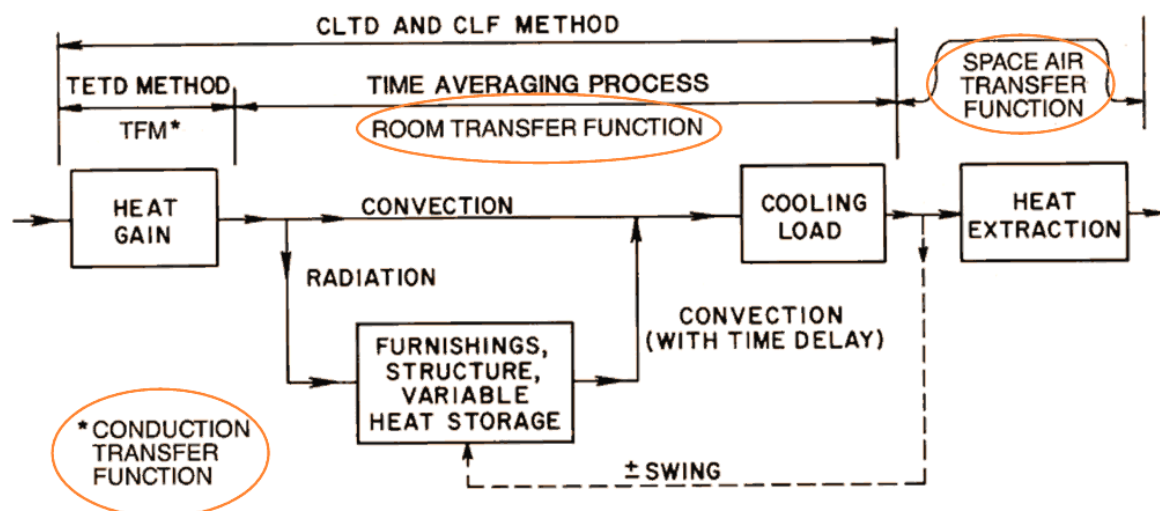 CLTD AND CLF METHOD
TETD METHOD
TFM*
TIME AVERAGING PROCESS
ROOM TRANSFER FUNCTION
SPACE AIR
TRANSFER
FUNCTION
HEAT
GAIN
CONVECTION
COOLING
LOAD
HEAT
EXTRACTION
RADIATION
CONVECTION
(WITH TIME DELAY)
FURNISHINGS,
STRUCTURE,
VARIABLE
HEAT STORAGE
* CONDUCTION
TRANSFER
FUNCTION
± SWING